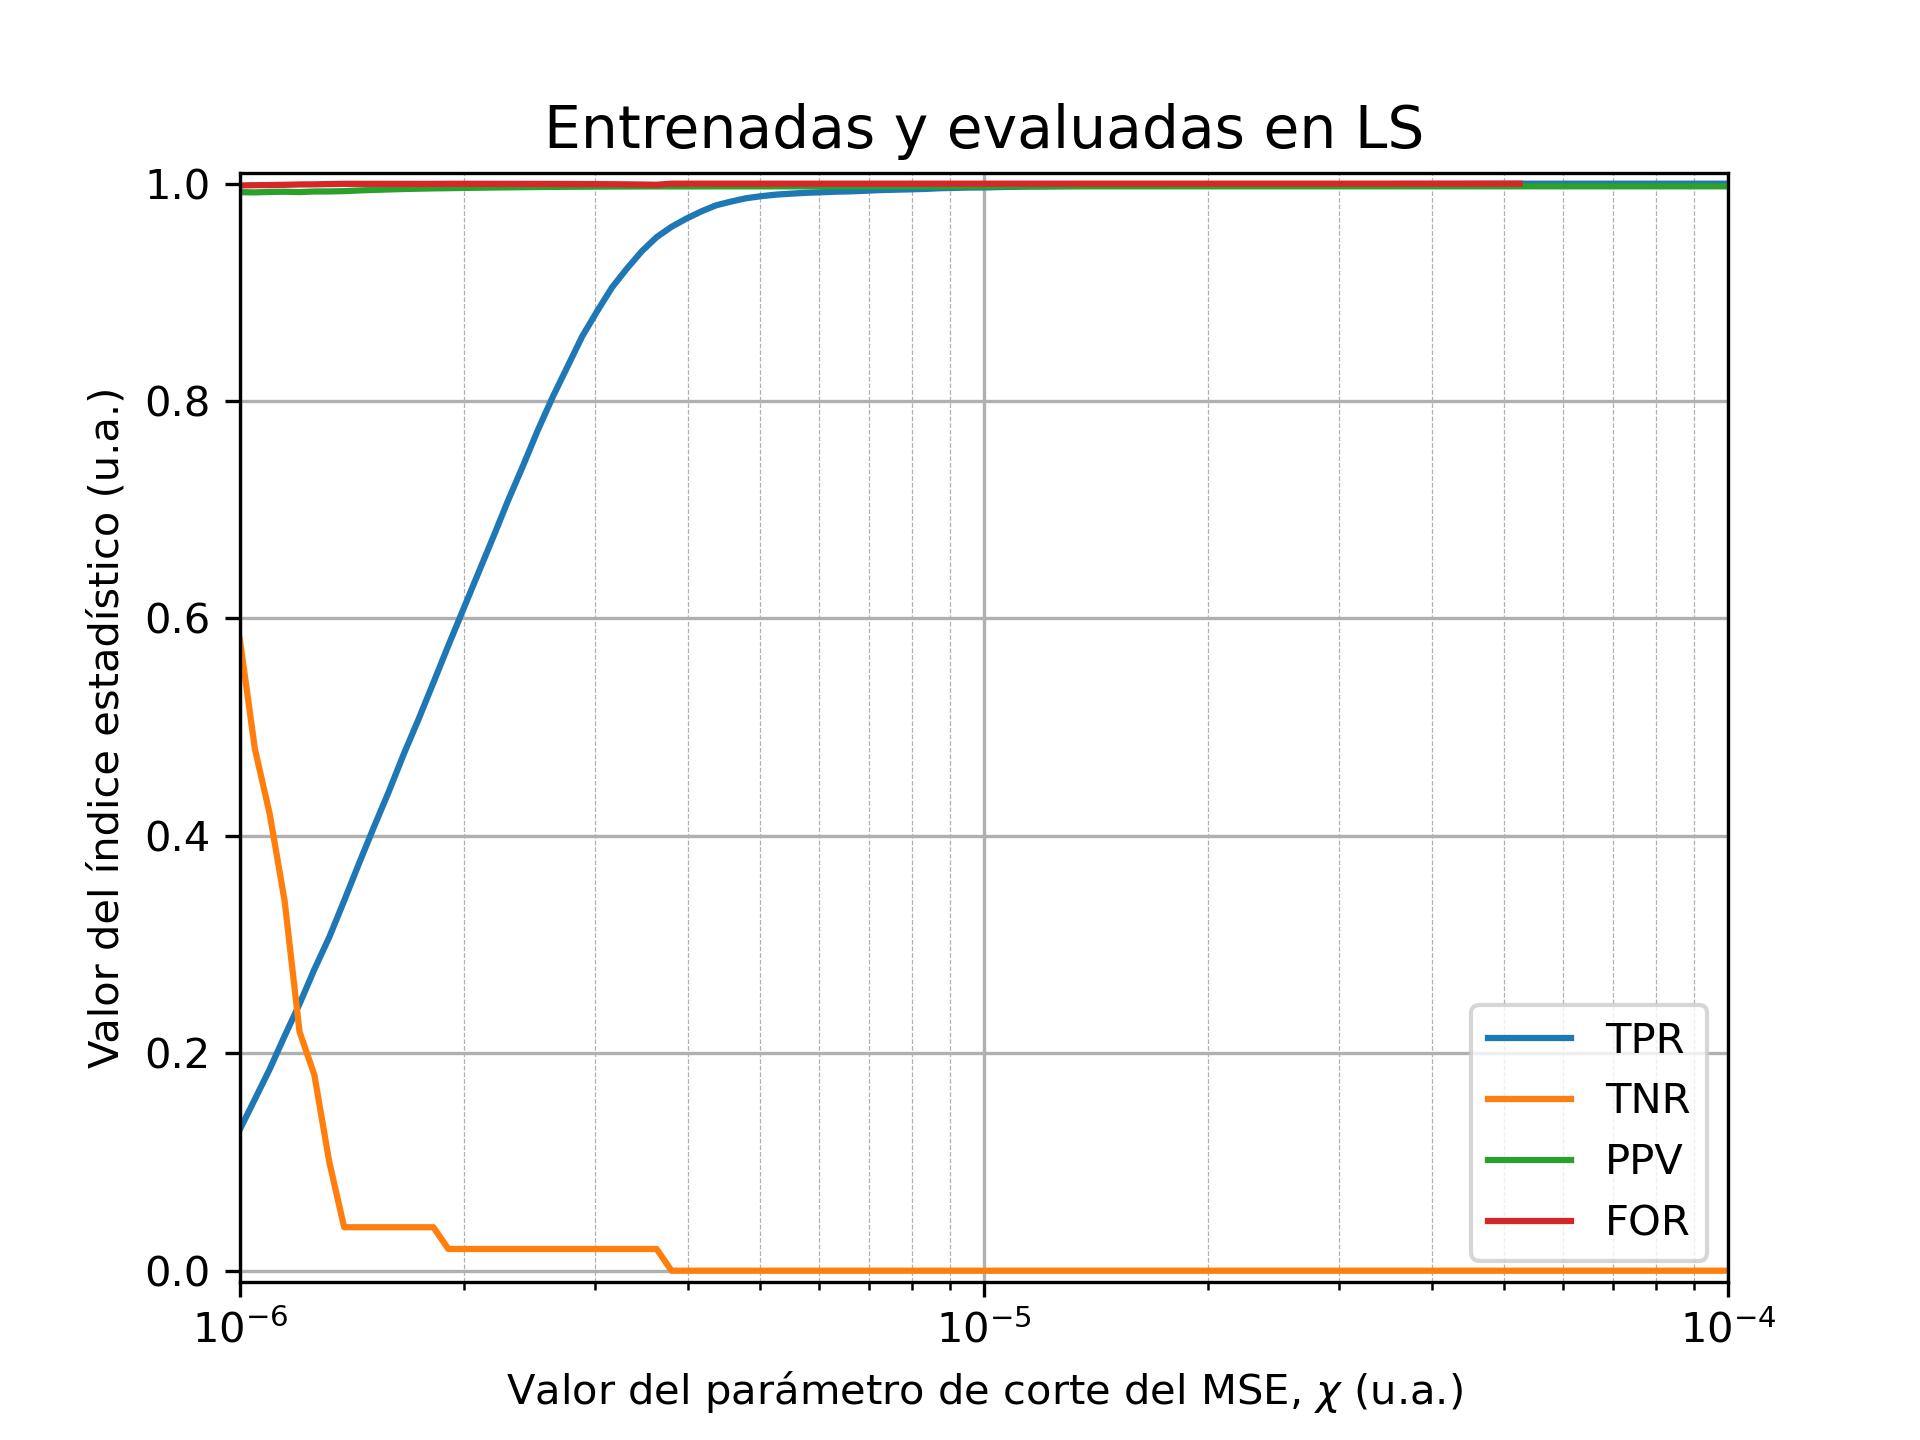 Entrenadas y evaluadas en LS
Valor del índice estadístico (u.a.)
1.0
0.8
0.6
0.4
0.2
0.0
TPR
TNR
PPV
FOR
10⁻⁶
10⁻⁵
10⁻⁴
Valor del parámetro de corte del MSE, χ (u.a.)